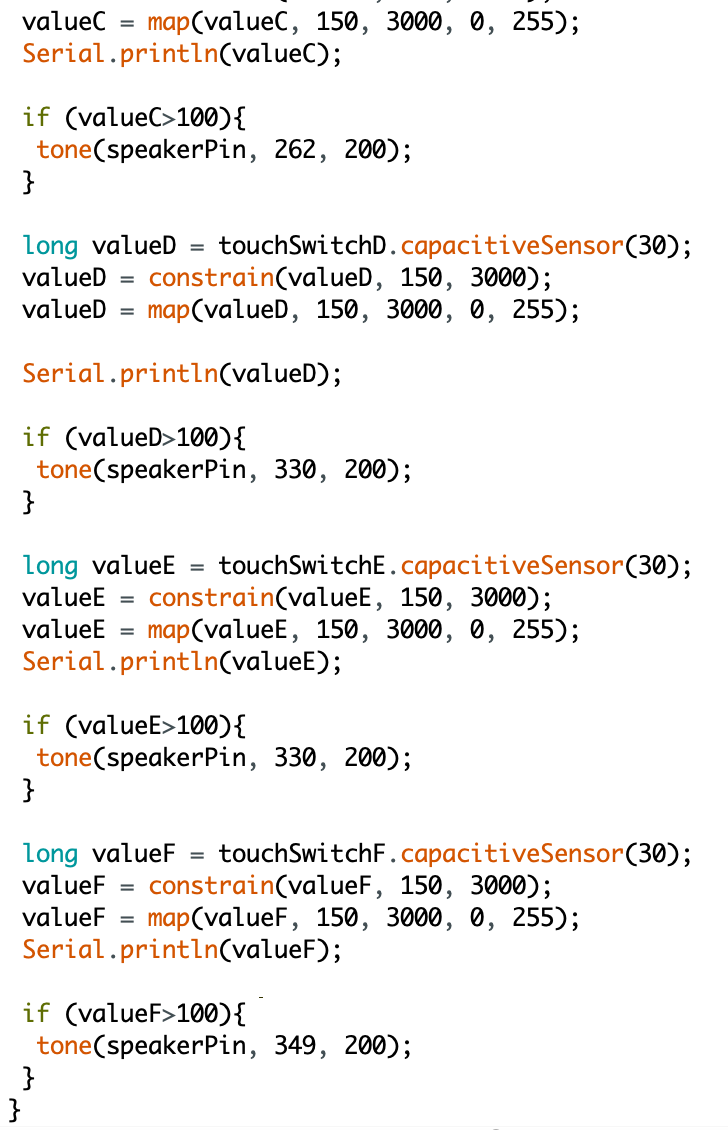 valueC = map(valueC, 150, 3000, 0, 255);
Serial.println(valueC);
if (valueC>100){
tone(speakerPin, 262, 200);
}
long valueD = touchSwitchD.capacitiveSensor(30);
valueD = constrain(valueD, 150, 3000);
valueD = map(valueD, 150, 3000, 0, 255);
Serial.println(valueD);
if (valueD>100){
tone(speakerPin, 330, 200);
}
long valueE = touchSwitchE.capacitiveSensor(30);
valueE = constrain(valueE, 150, 3000);
valueE = map(valueE, 150, 3000, 0, 255);
Serial.println(valueE);
if (valueE>100){
tone(speakerPin, 330, 200);
}
long valueF = touchSwitchF.capacitiveSensor(30);
valueF = constrain(valueF, 150, 3000);
valueF = map(valueF, 150, 3000, 0, 255);
Serial.println(valueF);
if (valueF>100){
tone(speakerPin, 349, 200);
}
}